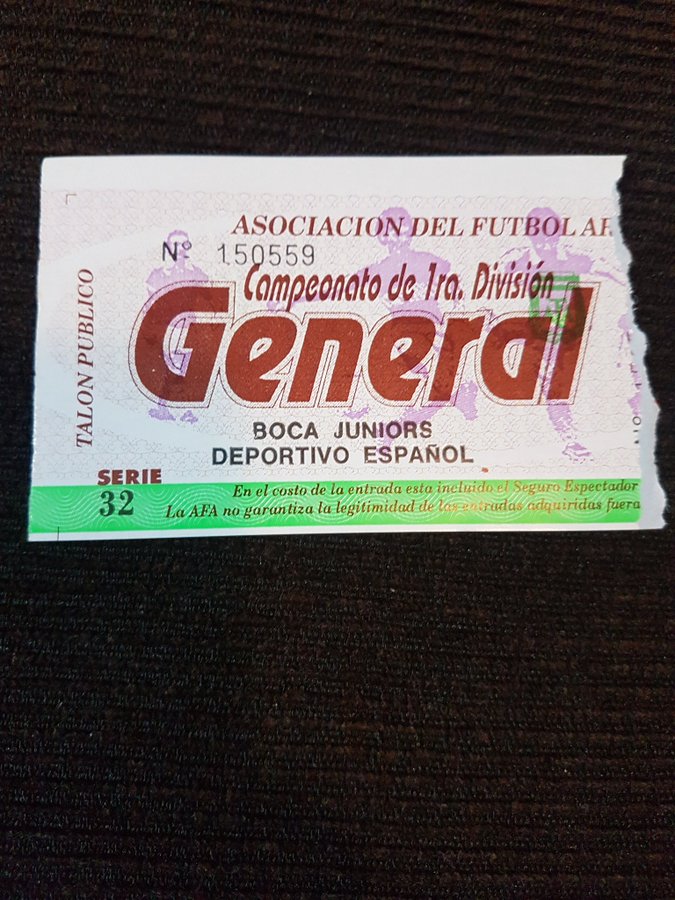 ASOCIACION DEL FUTBOL AR
Nº 150559
Campeonato de 1ra. División
General
TALON PUBLICO
BOCA JUNIORS
DEPORTIVO ESPAÑOL
SERIE
32
En el costo de la entrada esta incluido el Seguro Espectador
La AFA no garantiza la legitimidad de las entradas adquiridas fuera